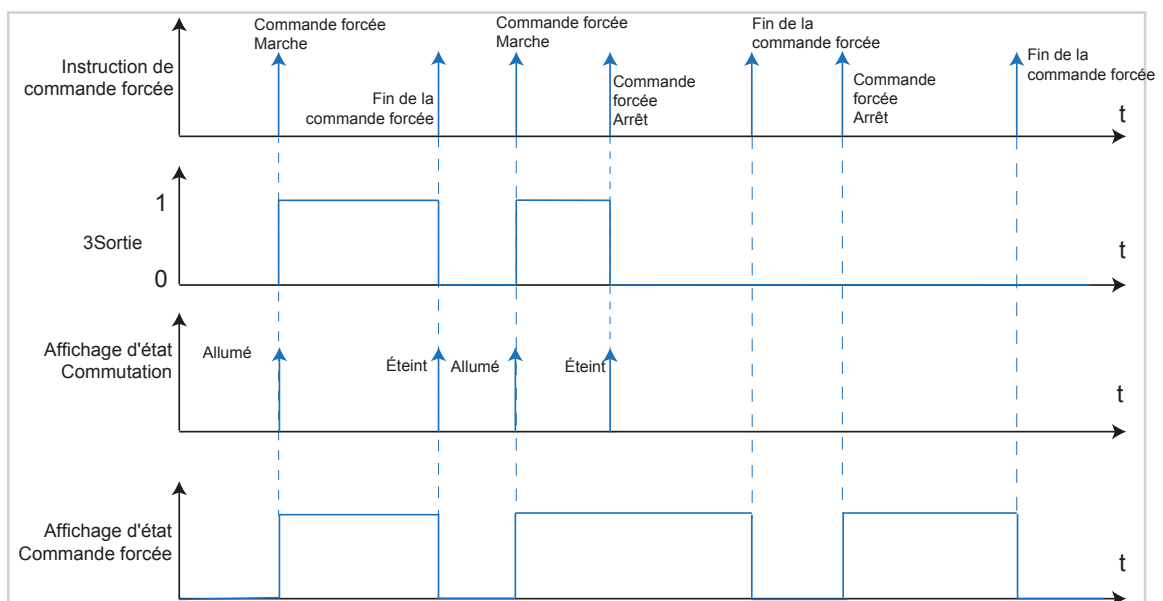 Commande forcée
Marche
Commande forcée
Marche
Fin de la
commande forcée
Fin de la
commande forcée
Instruction de
commande forcée
Fin de la
commande forcée
Commande
forcée
Arrêt
Commande
forcée
Arrêt
t
1
3Sortie
0
t
Affichage d'état
Commutation
Allumé
Éteint
Allumé
Éteint
t
Affichage d'état
Commande forcée
t